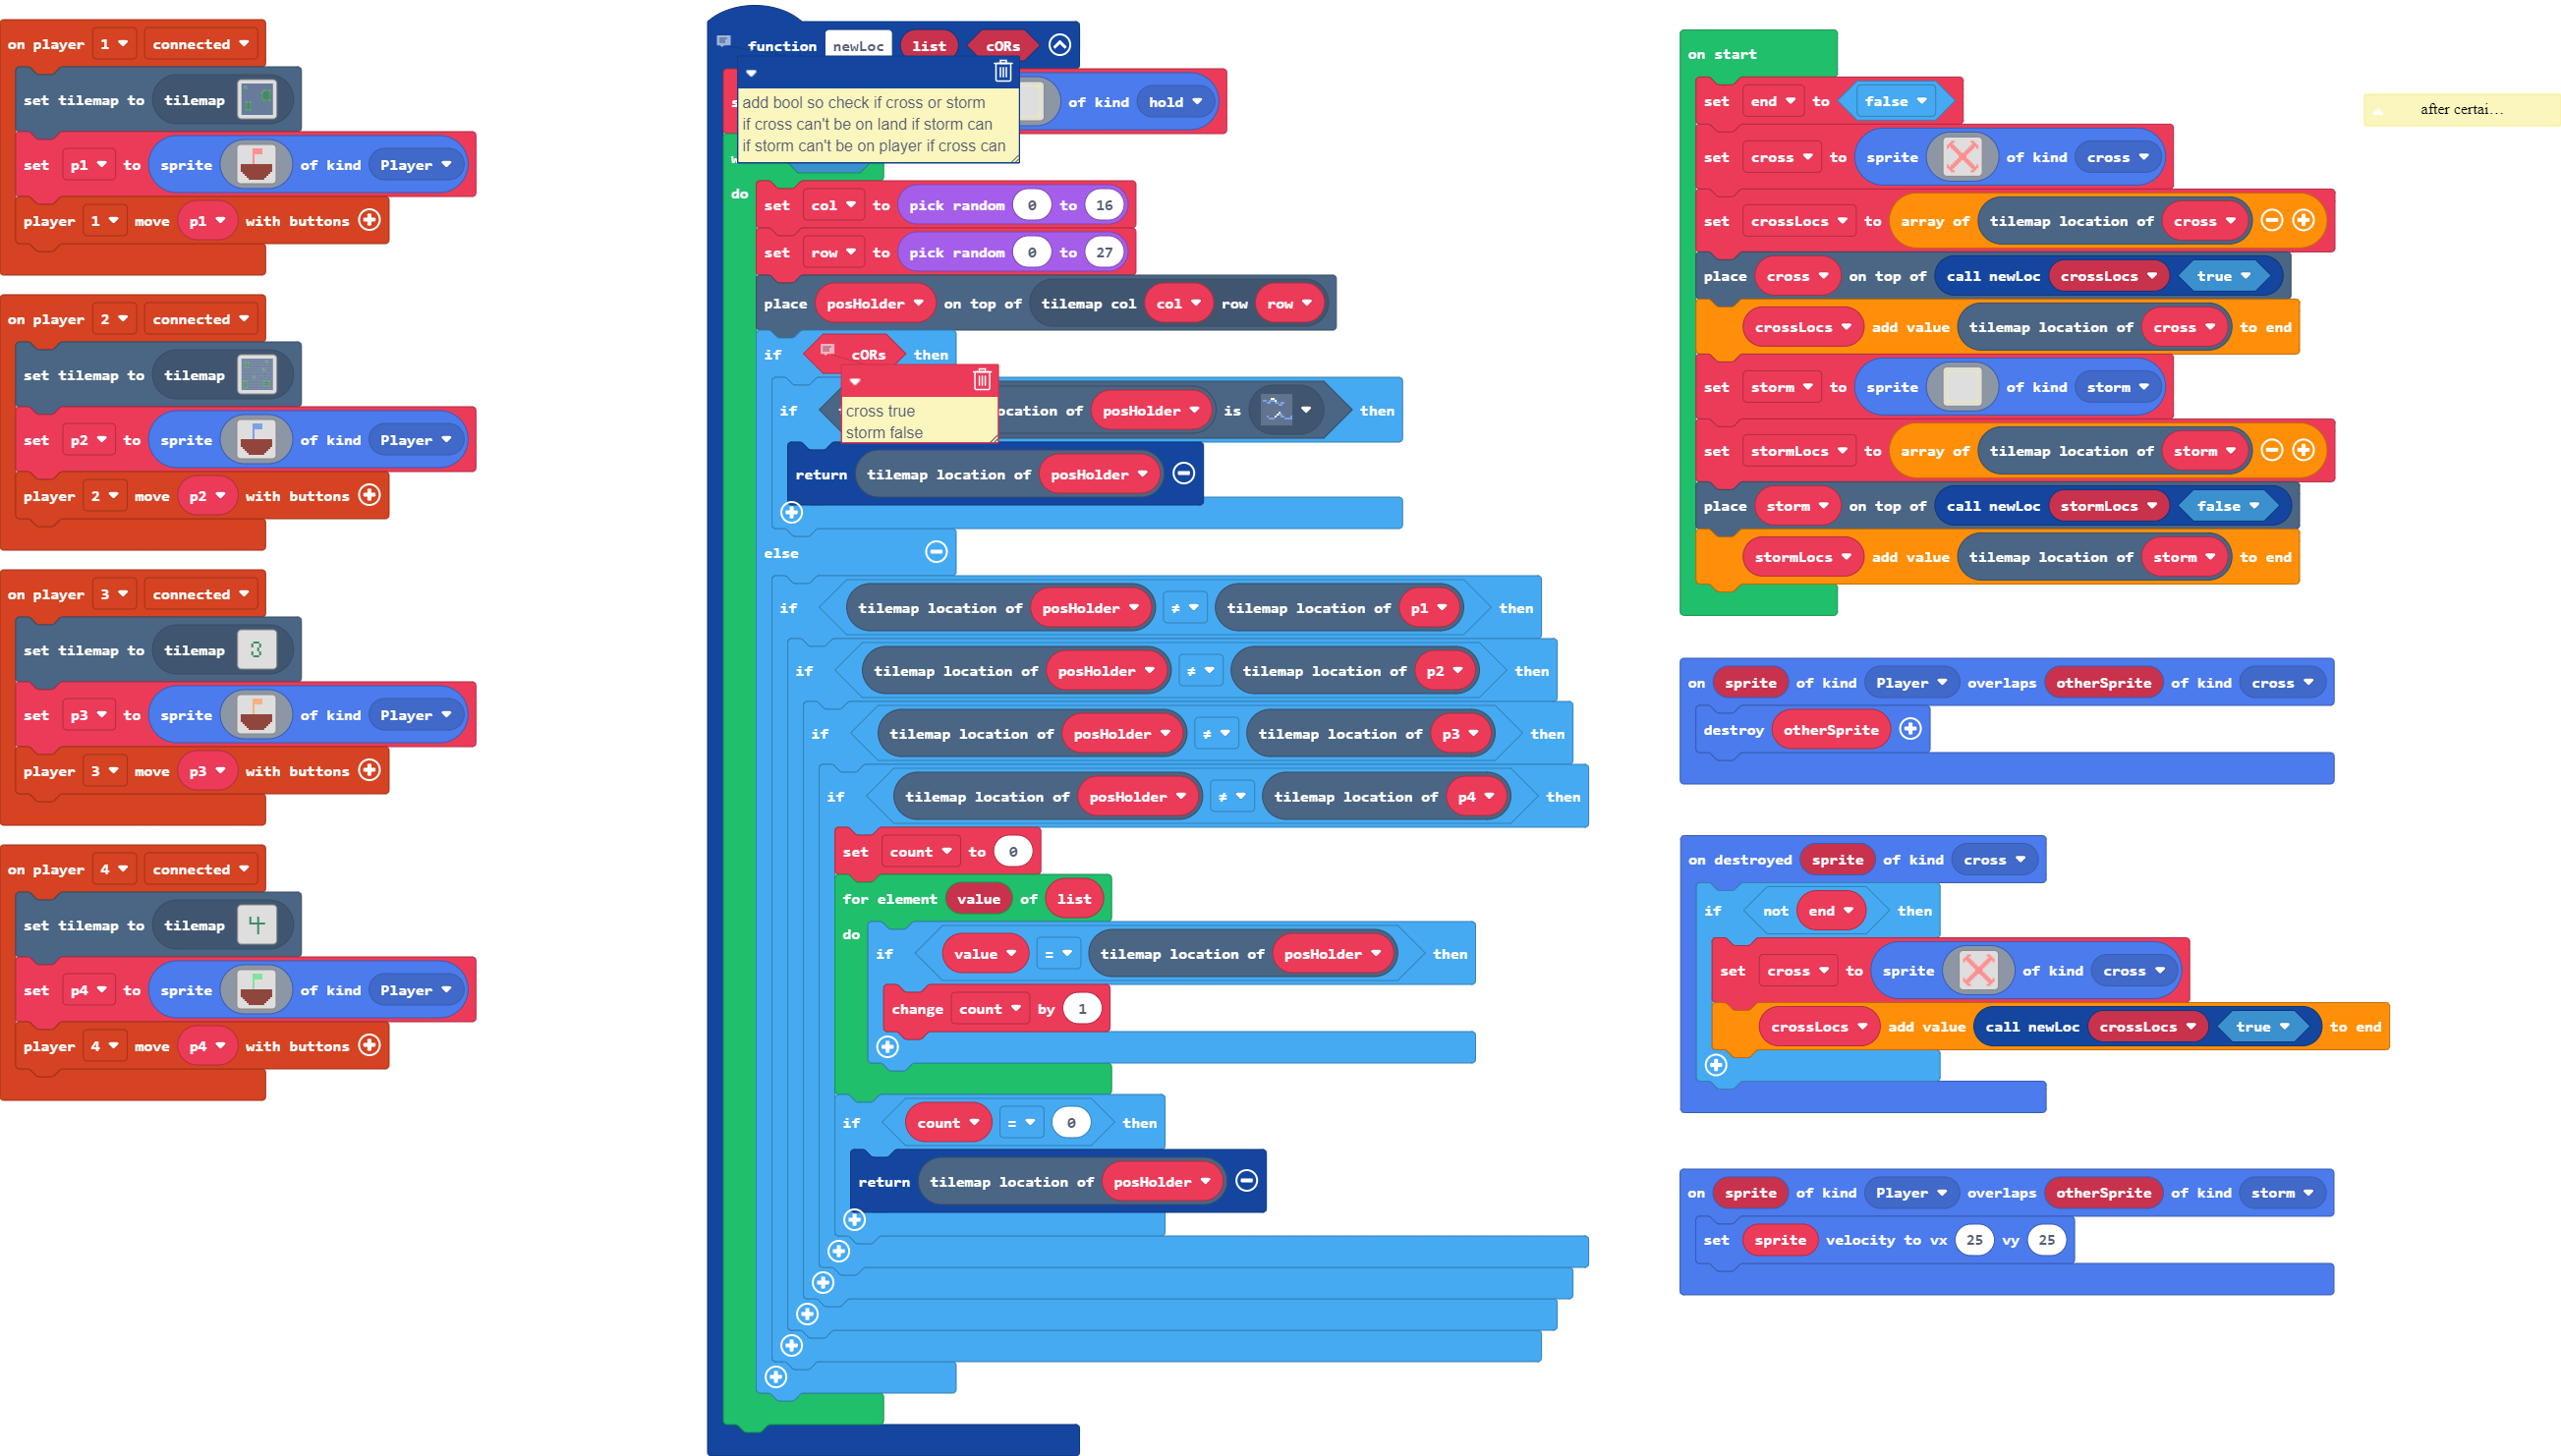 on player 1 connected
set tilemap to tilemap
set p1 to sprite of kind Player
player 1 move p1 with buttons
on player 2 connected
set tilemap to tilemap
set p2 to sprite of kind Player
player 2 move p2 with buttons
on player 3 connected
set tilemap to tilemap 3
set p3 to sprite of kind Player
player 3 move p3 with buttons
on player 4 connected
set tilemap to tilemap 4
set p4 to sprite of kind Player
player 4 move p4 with buttons
function newLoc list cORs
add bool so check if cross or storm
if cross can't be on land if storm can
if storm can't be on player if cross can
of kind hold
do
set col to pick random 0 to 16
set row to pick random 0 to 27
place posHolder on top of tilemap col col row row
if cORs then
cross true
storm false
if ocation of posHolder is then
return tilemap location of posHolder
else
if tilemap location of posHolder ≠ tilemap location of p1 then
if tilemap location of posHolder ≠ tilemap location of p2 then
if tilemap location of posHolder ≠ tilemap location of p3 then
if tilemap location of posHolder ≠ tilemap location of p4 then
set count to 0
for element value of list
do
if value = tilemap location of posHolder then
change count by 1
if count = 0 then
return tilemap location of posHolder
on start
set end to false
set cross to sprite of kind cross
set crossLocs to array of tilemap location of cross
place cross on top of call newLoc crossLocs true
crossLocs add value tilemap location of cross to end
set storm to sprite of kind storm
set stormLocs to array of tilemap location of storm
place storm on top of call newLoc stormLocs false
stormLocs add value tilemap location of storm to end
on sprite of kind Player overlaps otherSprite of kind cross
destroy otherSprite
on destroyed sprite of kind cross
if not end then
set cross to sprite of kind cross
crossLocs add value call newLoc crossLocs true to end
on sprite of kind Player overlaps otherSprite of kind storm
set sprite velocity to vx 25 vy 25
after certai...